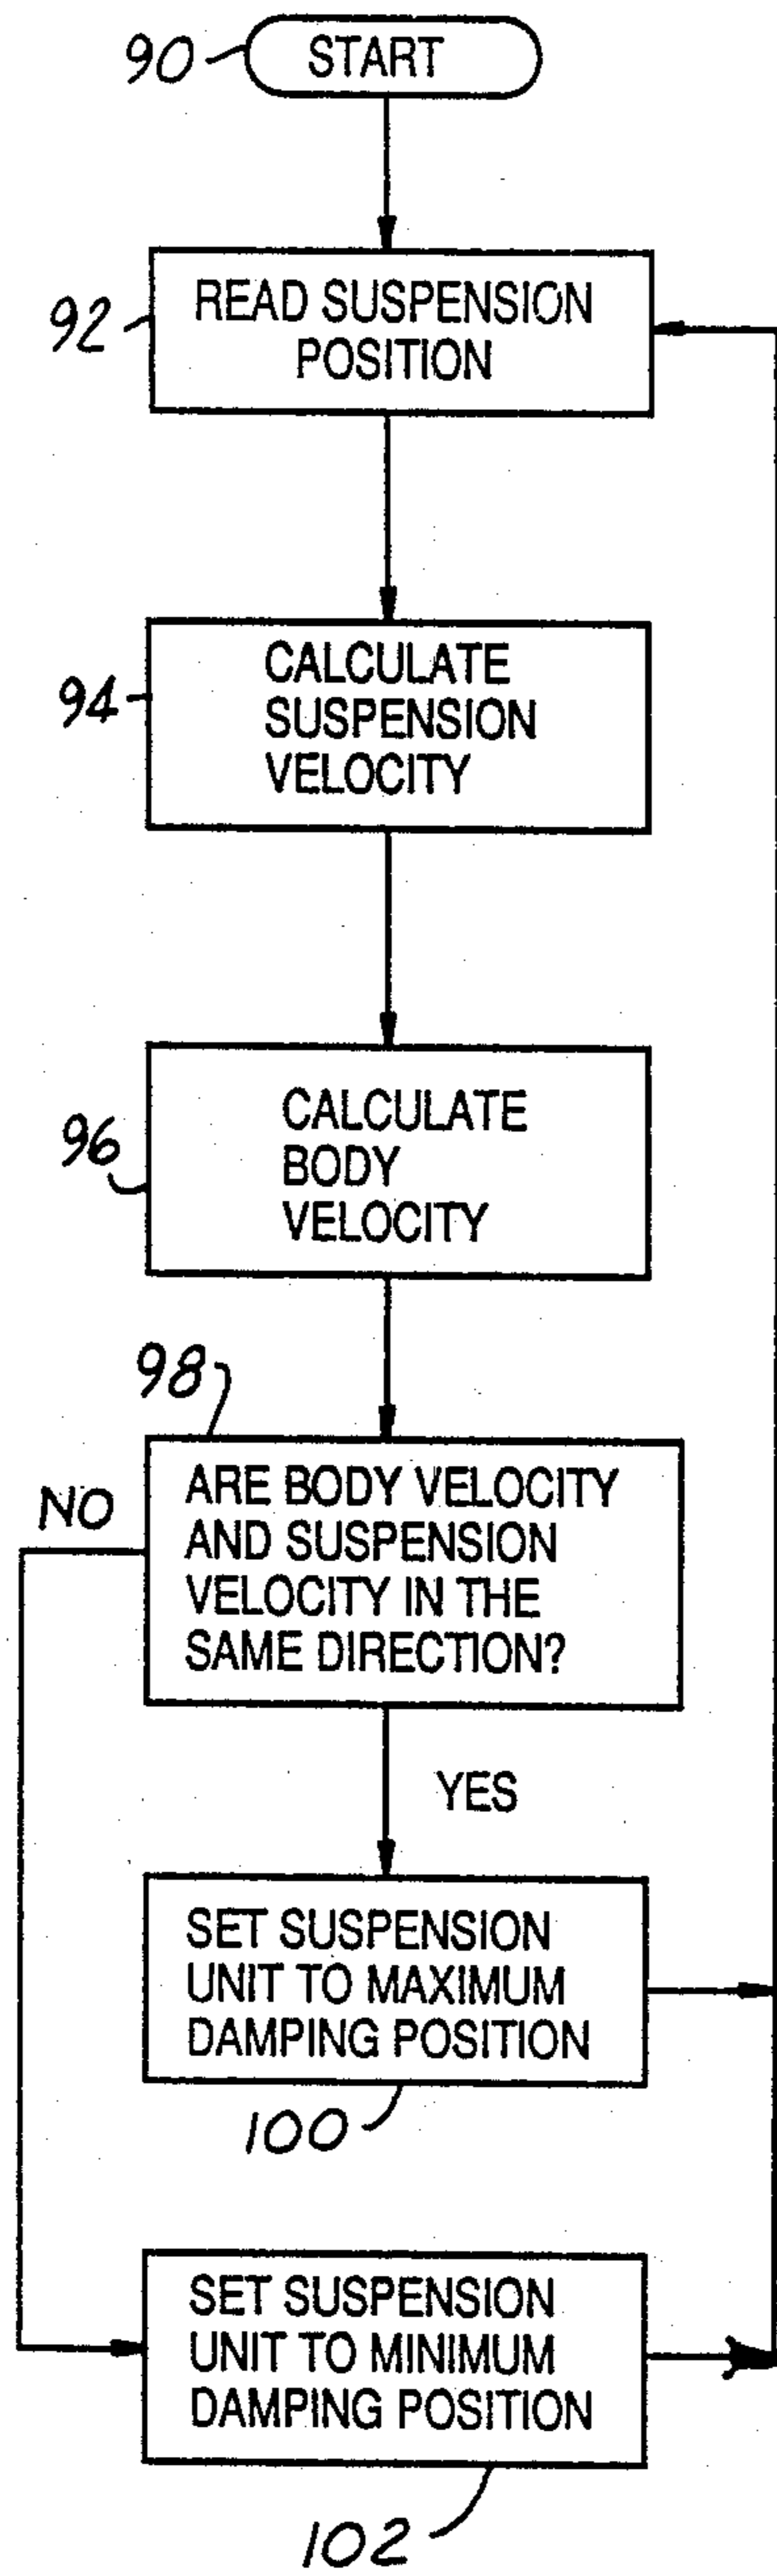 90
START
92
READ SUSPENSION
POSITION
94
CALCULATE
SUSPENSION
VELOCITY
96
CALCULATE
BODY
VELOCITY
98
NO
ARE BODY VELOCITY
AND SUSPENSION
VELOCITY IN THE
SAME DIRECTION?
YES
SET SUSPENSION
UNIT TO MAXIMUM
DAMPING POSITION
100
SET SUSPENSION
UNIT TO MINIMUM
DAMPING POSITION
102